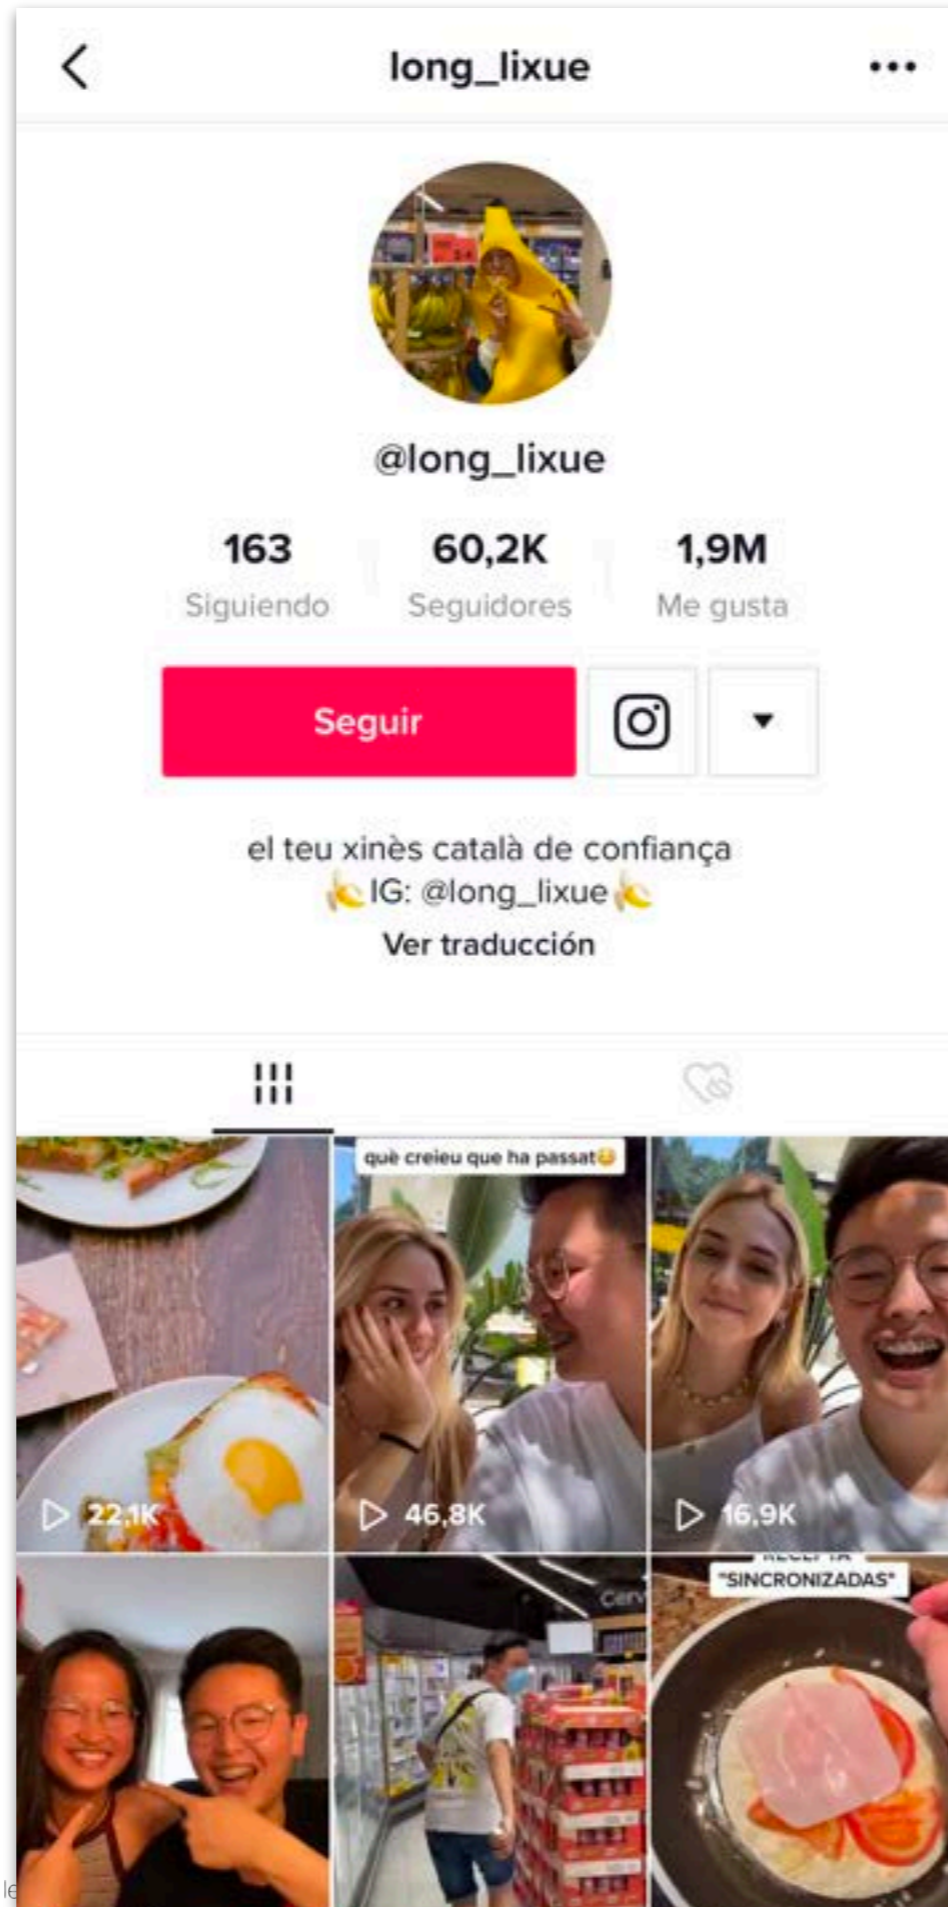 long_lixue
@long_lixue
163
60,2K
1,9M
Siguiendo
Seguidores
Me gusta
Seguir
el teu xinès català de confiança
IG: @long_lixue
Ver traducción
què creieu que ha passat
22,1K
46,8K
16,9K
"SINCRONIZADAS"